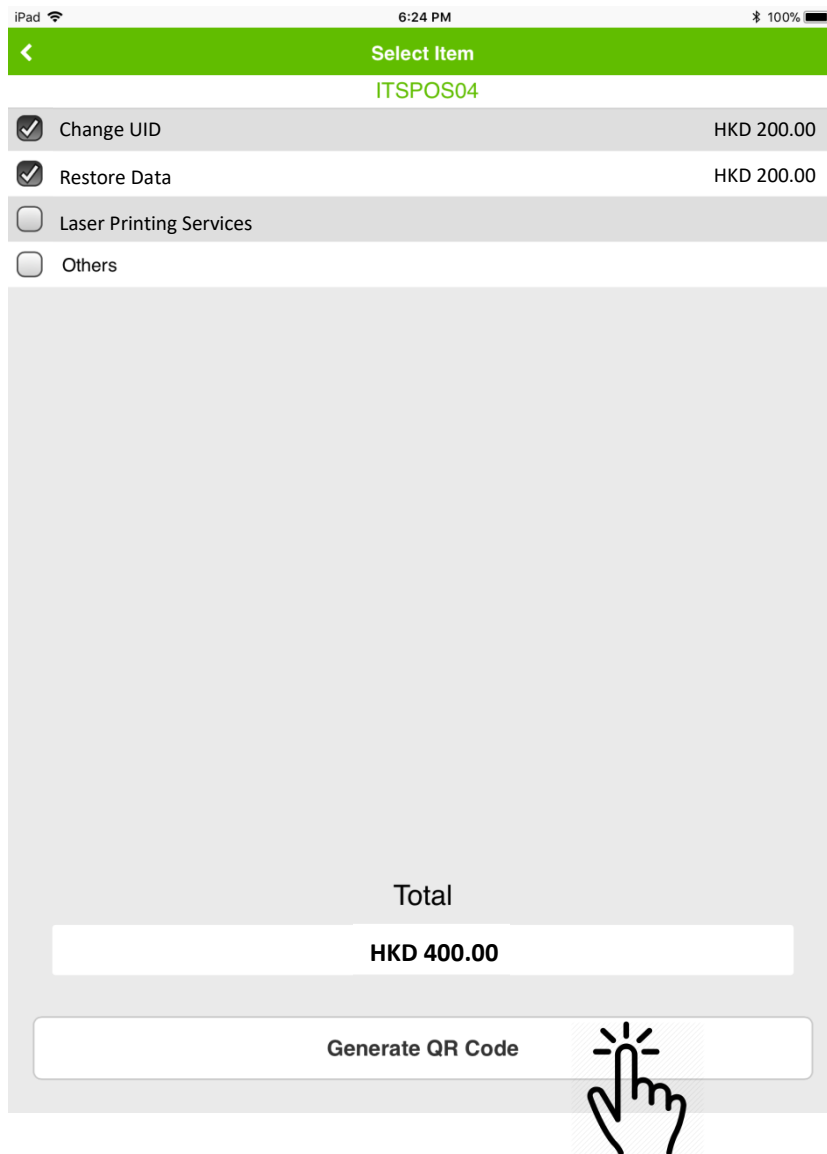 iPad 6:24 PM 100%
Select Item
ITSPOS04
Change UID HKD 200.00
Restore Data HKD 200.00
Laser Printing Services
Others
Total
HKD 400.00
Generate QR Code